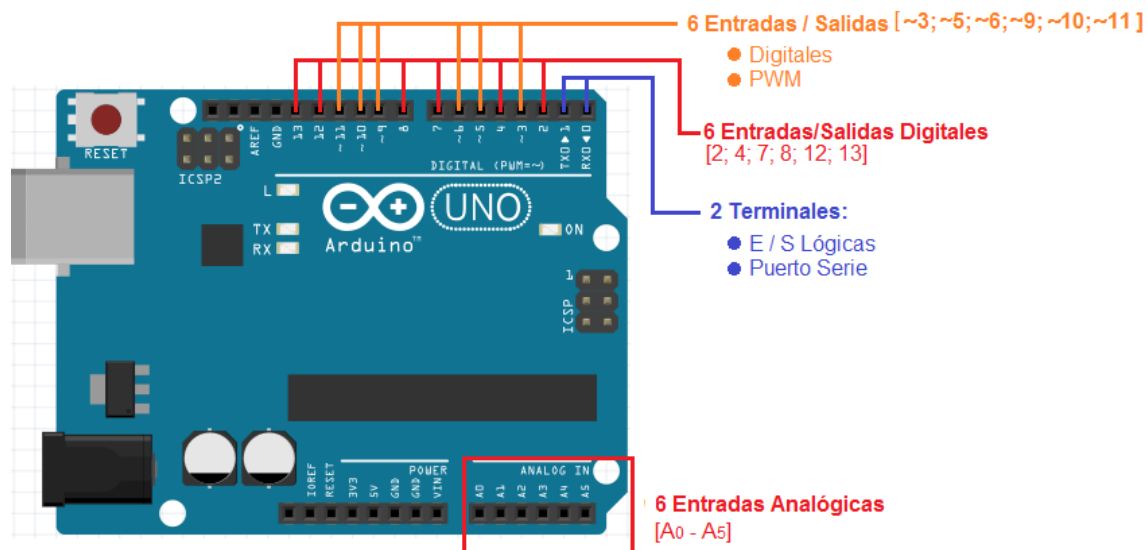 6 Entradas / Salidas [~3; ~5; ~6; ~9; ~10; ~11 ]
● Digitales
● PWM
6 Entradas/Salidas Digitales
[2; 4; 7; 8; 12; 13]
2 Terminales:
● E / S Lógicas
● Puerto Serie
RESET
ICSP2
AREF
GND
13
12
~11
~10
~9
8
7
~6
~5
4
~3
2
TX0 ▶ 1
RX0 ◀ 0
DIGITAL (PWM=~)
L
TX
RX
UNO
Arduino™
ON
1
ICSP
POWER
ANALOG IN
IOREF
RESET
3V3
5V
GND
GND
VIN
A0
A1
A2
A3
A4
A5
6 Entradas Analógicas
[A0 - A5]